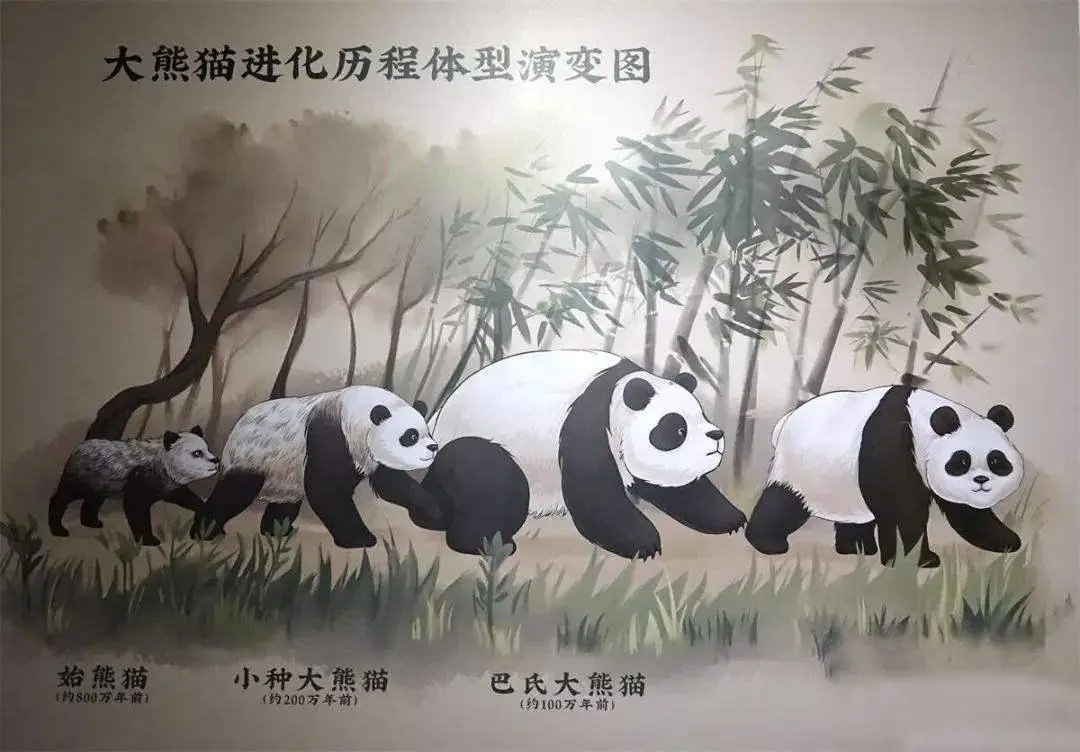 大熊猫进化历程体型演变图
始熊猫
(约800万年前)
小种大熊猫
(约200万年前)
巴氏大熊猫
(约100万年前)